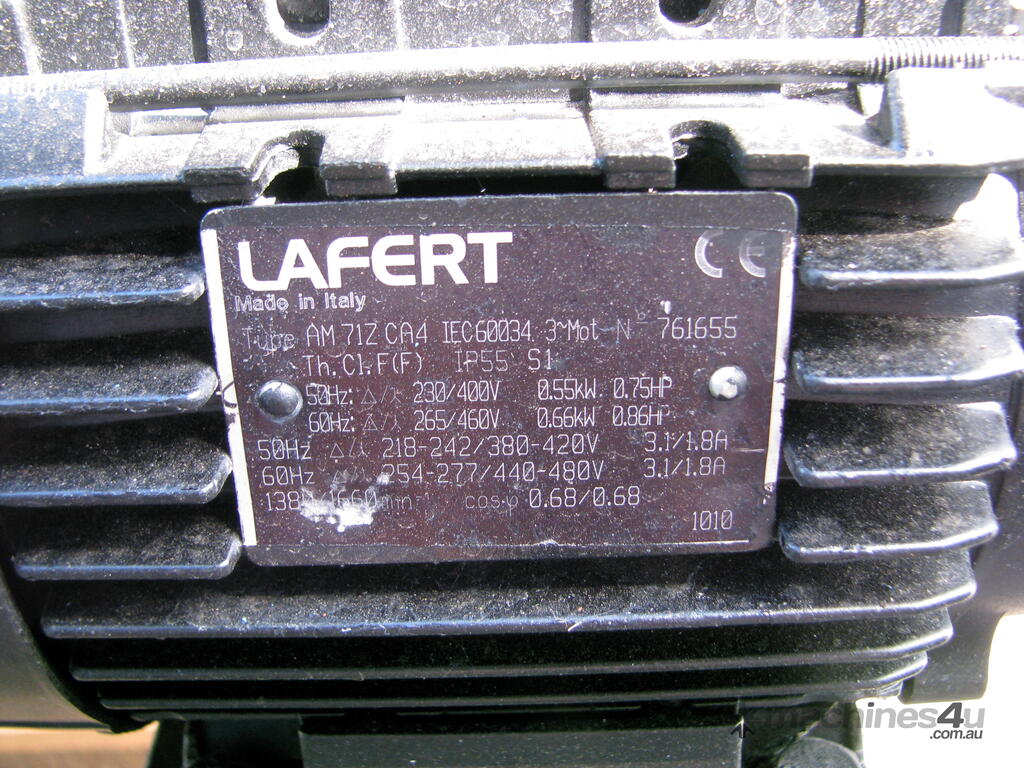 LAFERT
CE
Made in Italy
Type AM 71Z CA4 IEC60034 3~Mot N 761655
Th.Cl.F(F) IP55 S1
50Hz: △/⅄ 230/400V 0.55kW 0.75HP
60Hz: △/⅄ 265/460V 0.66kW 0.86HP
50Hz △/⅄ 218-242/380-420V 3.1/1.8A
60Hz △/⅄ 254-277/440-480V 3.1/1.8A
1380/1660min cosφ 0.68/0.68
1010
machines4u
.com.au